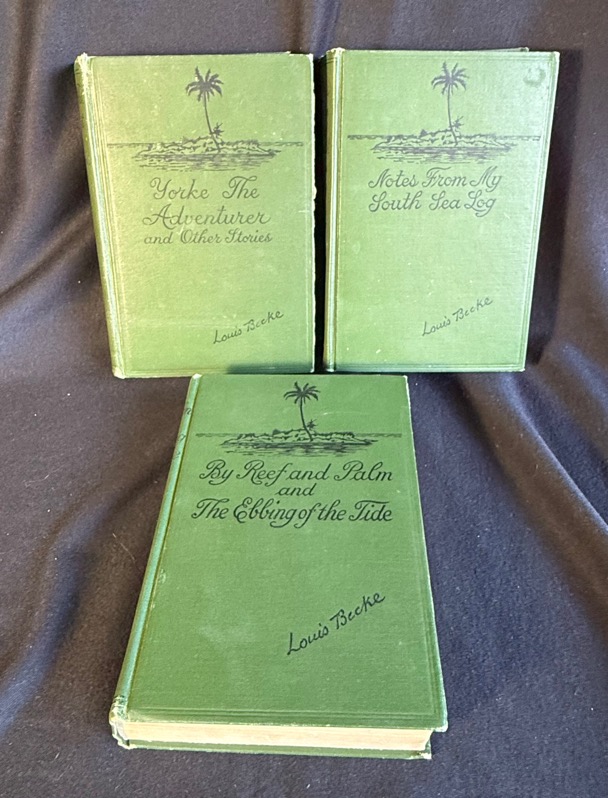 Yorke The
Adventurer
and Other Stories
Louis Becke
Notes From My
South Sea Log
Louis Becke
By Reef and Palm
and
The Ebbing of the Tide
Louis Becke